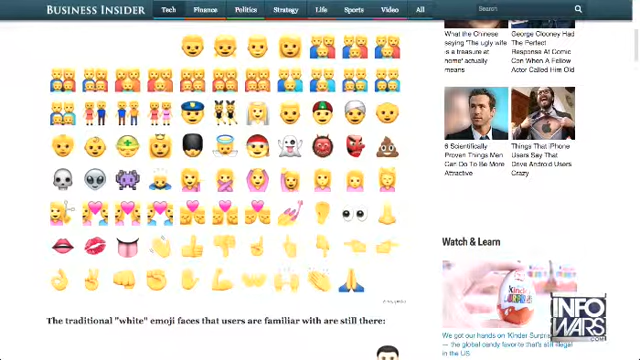 BUSINESS INSIDER
Tech
Finance
Politics
Strategy
Life
Sports
Video
All
Search
What the Chinese
saying 'The ugly wife
is a treasure at
home' actually
means
George Clooney Had
The Perfect
Response At Comic
Con When A Fellow
Actor Called Him Old
6 Scientifically
Proven Things Men
Can Do To Be More
Attractive
Things That iPhone
Users Say That
Drive Android Users
Crazy
Watch & Learn
Kinder
SURPRISE
We got our hands on 'Kinder Surpris
— the global candy favorite that's still illegal
in the US
The traditional "white" emoji faces that users are familiar with are still there:
INFO
WARS
.COM